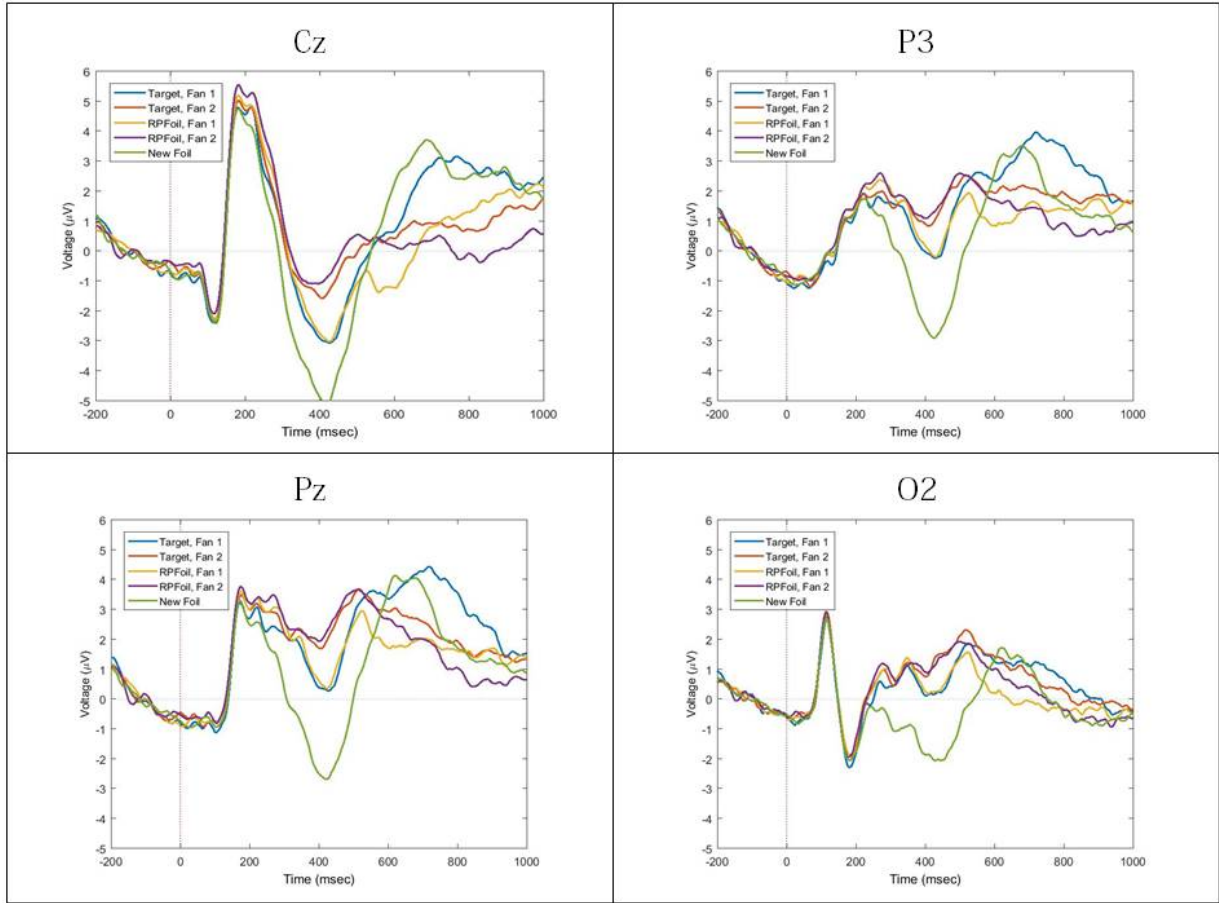 Cz
6
5
4
3
2
1
0
-1
-2
-3
-4
-5
Voltage (μV)
Target, Fan 1
Target, Fan 2
RPFoil, Fan 1
RPFoil, Fan 2
New Foil
-200 0 200 400 600 800 1000
Time (msec)
P3
6
5
4
3
2
1
0
-1
-2
-3
-4
-5
Voltage (μV)
Target, Fan 1
Target, Fan 2
RPFoil, Fan 1
RPFoil, Fan 2
New Foil
-200 0 200 400 600 800 1000
Time (msec)
Pz
6
5
4
3
2
1
0
-1
-2
-3
-4
-5
Voltage (μV)
Target, Fan 1
Target, Fan 2
RPFoil, Fan 1
RPFoil, Fan 2
New Foil
-200 0 200 400 600 800 1000
Time (msec)
O2
6
5
4
3
2
1
0
-1
-2
-3
-4
-5
Voltage (μV)
Target, Fan 1
Target, Fan 2
RPFoil, Fan 1
RPFoil, Fan 2
New Foil
-200 0 200 400 600 800 1000
Time (msec)